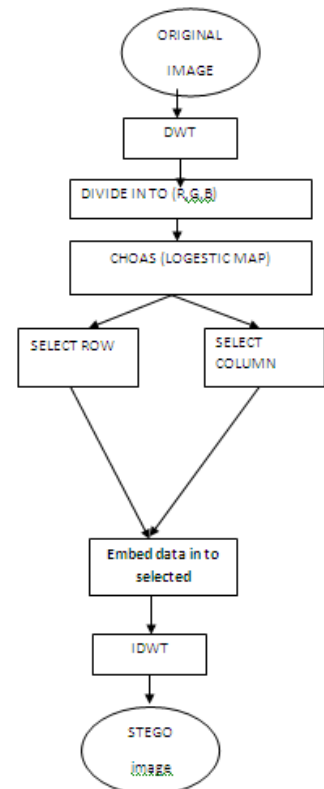 ORIGINAL
IMAGE
DWT
DIVIDE IN TO (R,G,B)
CHOAS (LOGESTIC MAP)
SELECT ROW
SELECT
COLUMN
Embed data in to
selected
IDWT
STEGO
image